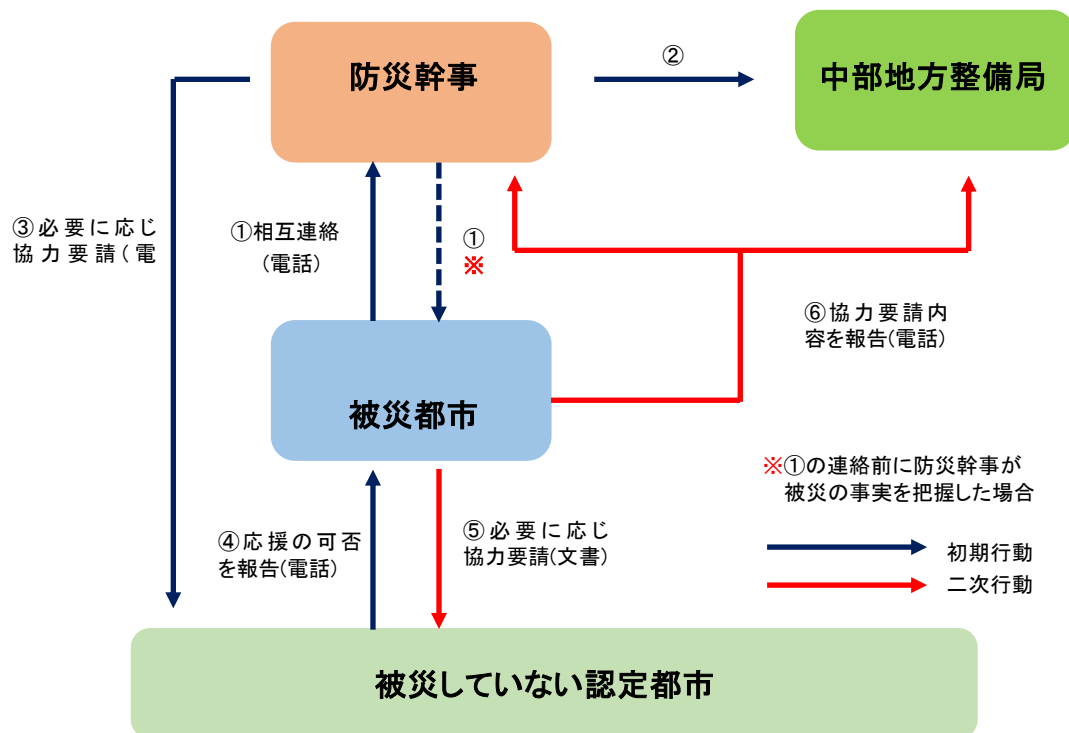 防災幹事
②
中部地方整備局
③必要に応じ
協力要請(電
①相互連絡
(電話)
①
※
⑥協力要請内
容を報告(電話)
被災都市
※①の連絡前に防災幹事が
被災の事実を把握した場合
④応援の可否
を報告(電話)
⑤必要に応じ
協力要請(文書)
初期行動
二次行動
被災していない認定都市